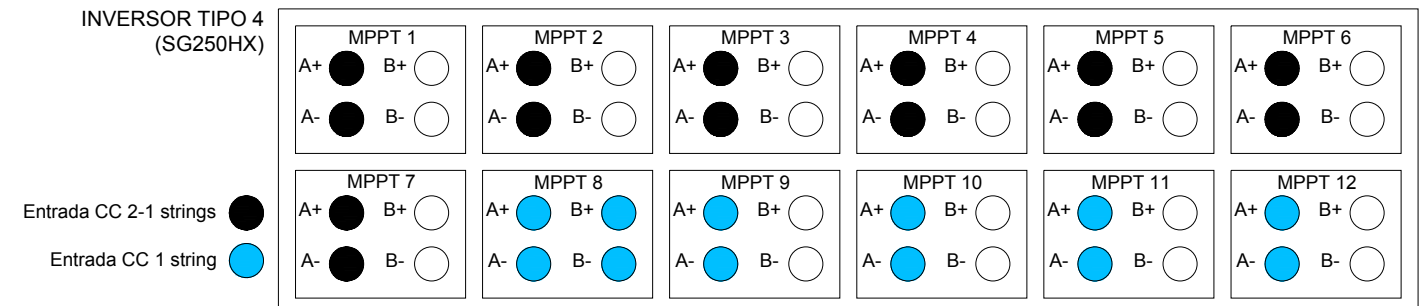 INVERSOR TIPO 4
(SG250HX)
MPPT 1 MPPT 2 MPPT 3 MPPT 4 MPPT 5 MPPT 6
A+ B+ A+ B+ A+ B+ A+ B+ A+ B+ A+ B+
A- B- A- B- A- B- A- B- A- B- A- B-
MPPT 7 MPPT 8 MPPT 9 MPPT 10 MPPT 11 MPPT 12
Entrada CC 2-1 strings A+ B+ A+ B+ A+ B+ A+ B+ A+ B+ A+ B+
Entrada CC 1 string A- B- A- B- A- B- A- B- A- B- A- B-